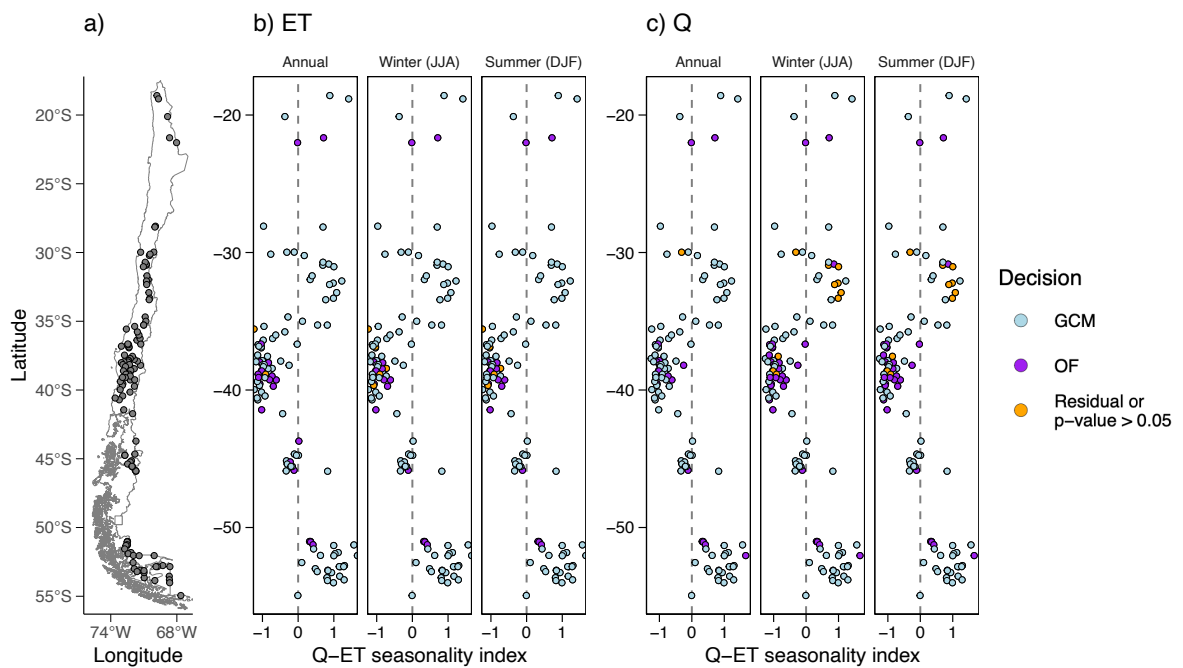 a)
b) ET
c) Q
Annual
Winter (JJA)
Summer (DJF)
Annual
Winter (JJA)
Summer (DJF)
20°S
25°S
30°S
35°S
40°S
45°S
50°S
55°S
Latitude
74°W
68°W
Longitude
−20
−30
−40
−50
−1
0
1
−1
0
1
−1
0
1
Q−ET seasonality index
−20
−30
−40
−50
−1
0
1
−1
0
1
−1
0
1
Q−ET seasonality index
Decision
GCM
OF
Residual or
p−value > 0.05